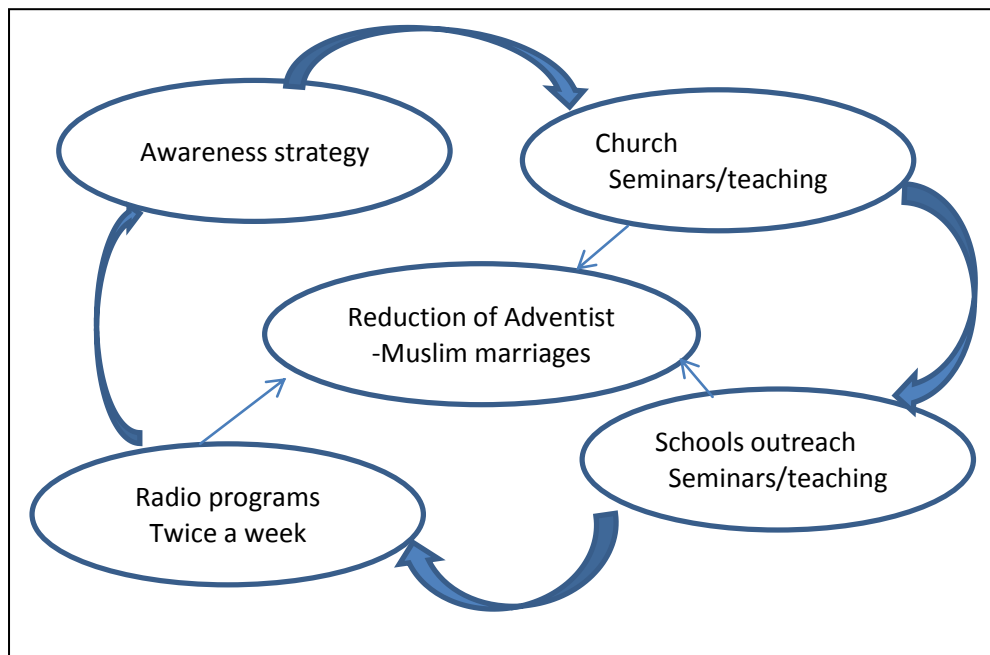 Awareness strategy
Church
Seminars/teaching
Reduction of Adventist
-Muslim marriages
Schools outreach
Seminars/teaching
Radio programs
Twice a week